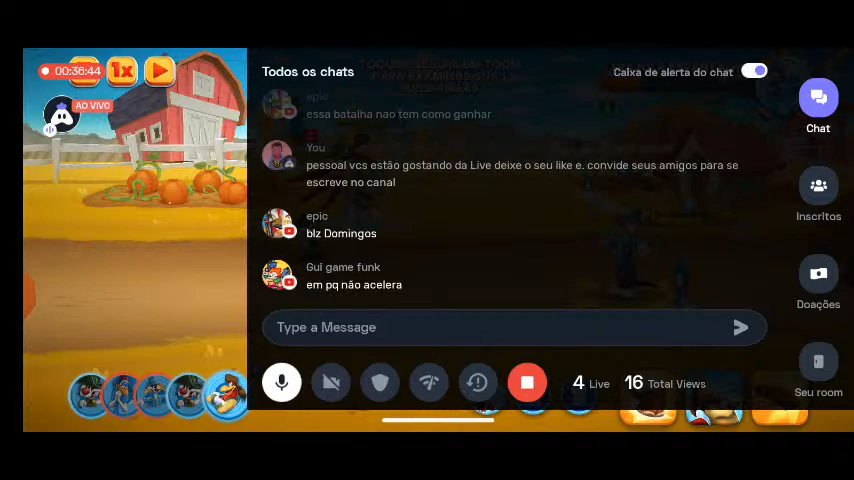 00:36:44
1x
AO VIVO
Todos os chats
Caixa de alerta do chat
epic
essa batalha nao tem como ganhar
You
pessoal vcs estão gostando da Live deixe o seu like e. convide seus amigos para se
escreve no canal
epic
blz Domingos
Gui game funk
em pq não acelera
Type a Message
4 Live
16 Total Views
Chat
Inscritos
Doações
Seu room